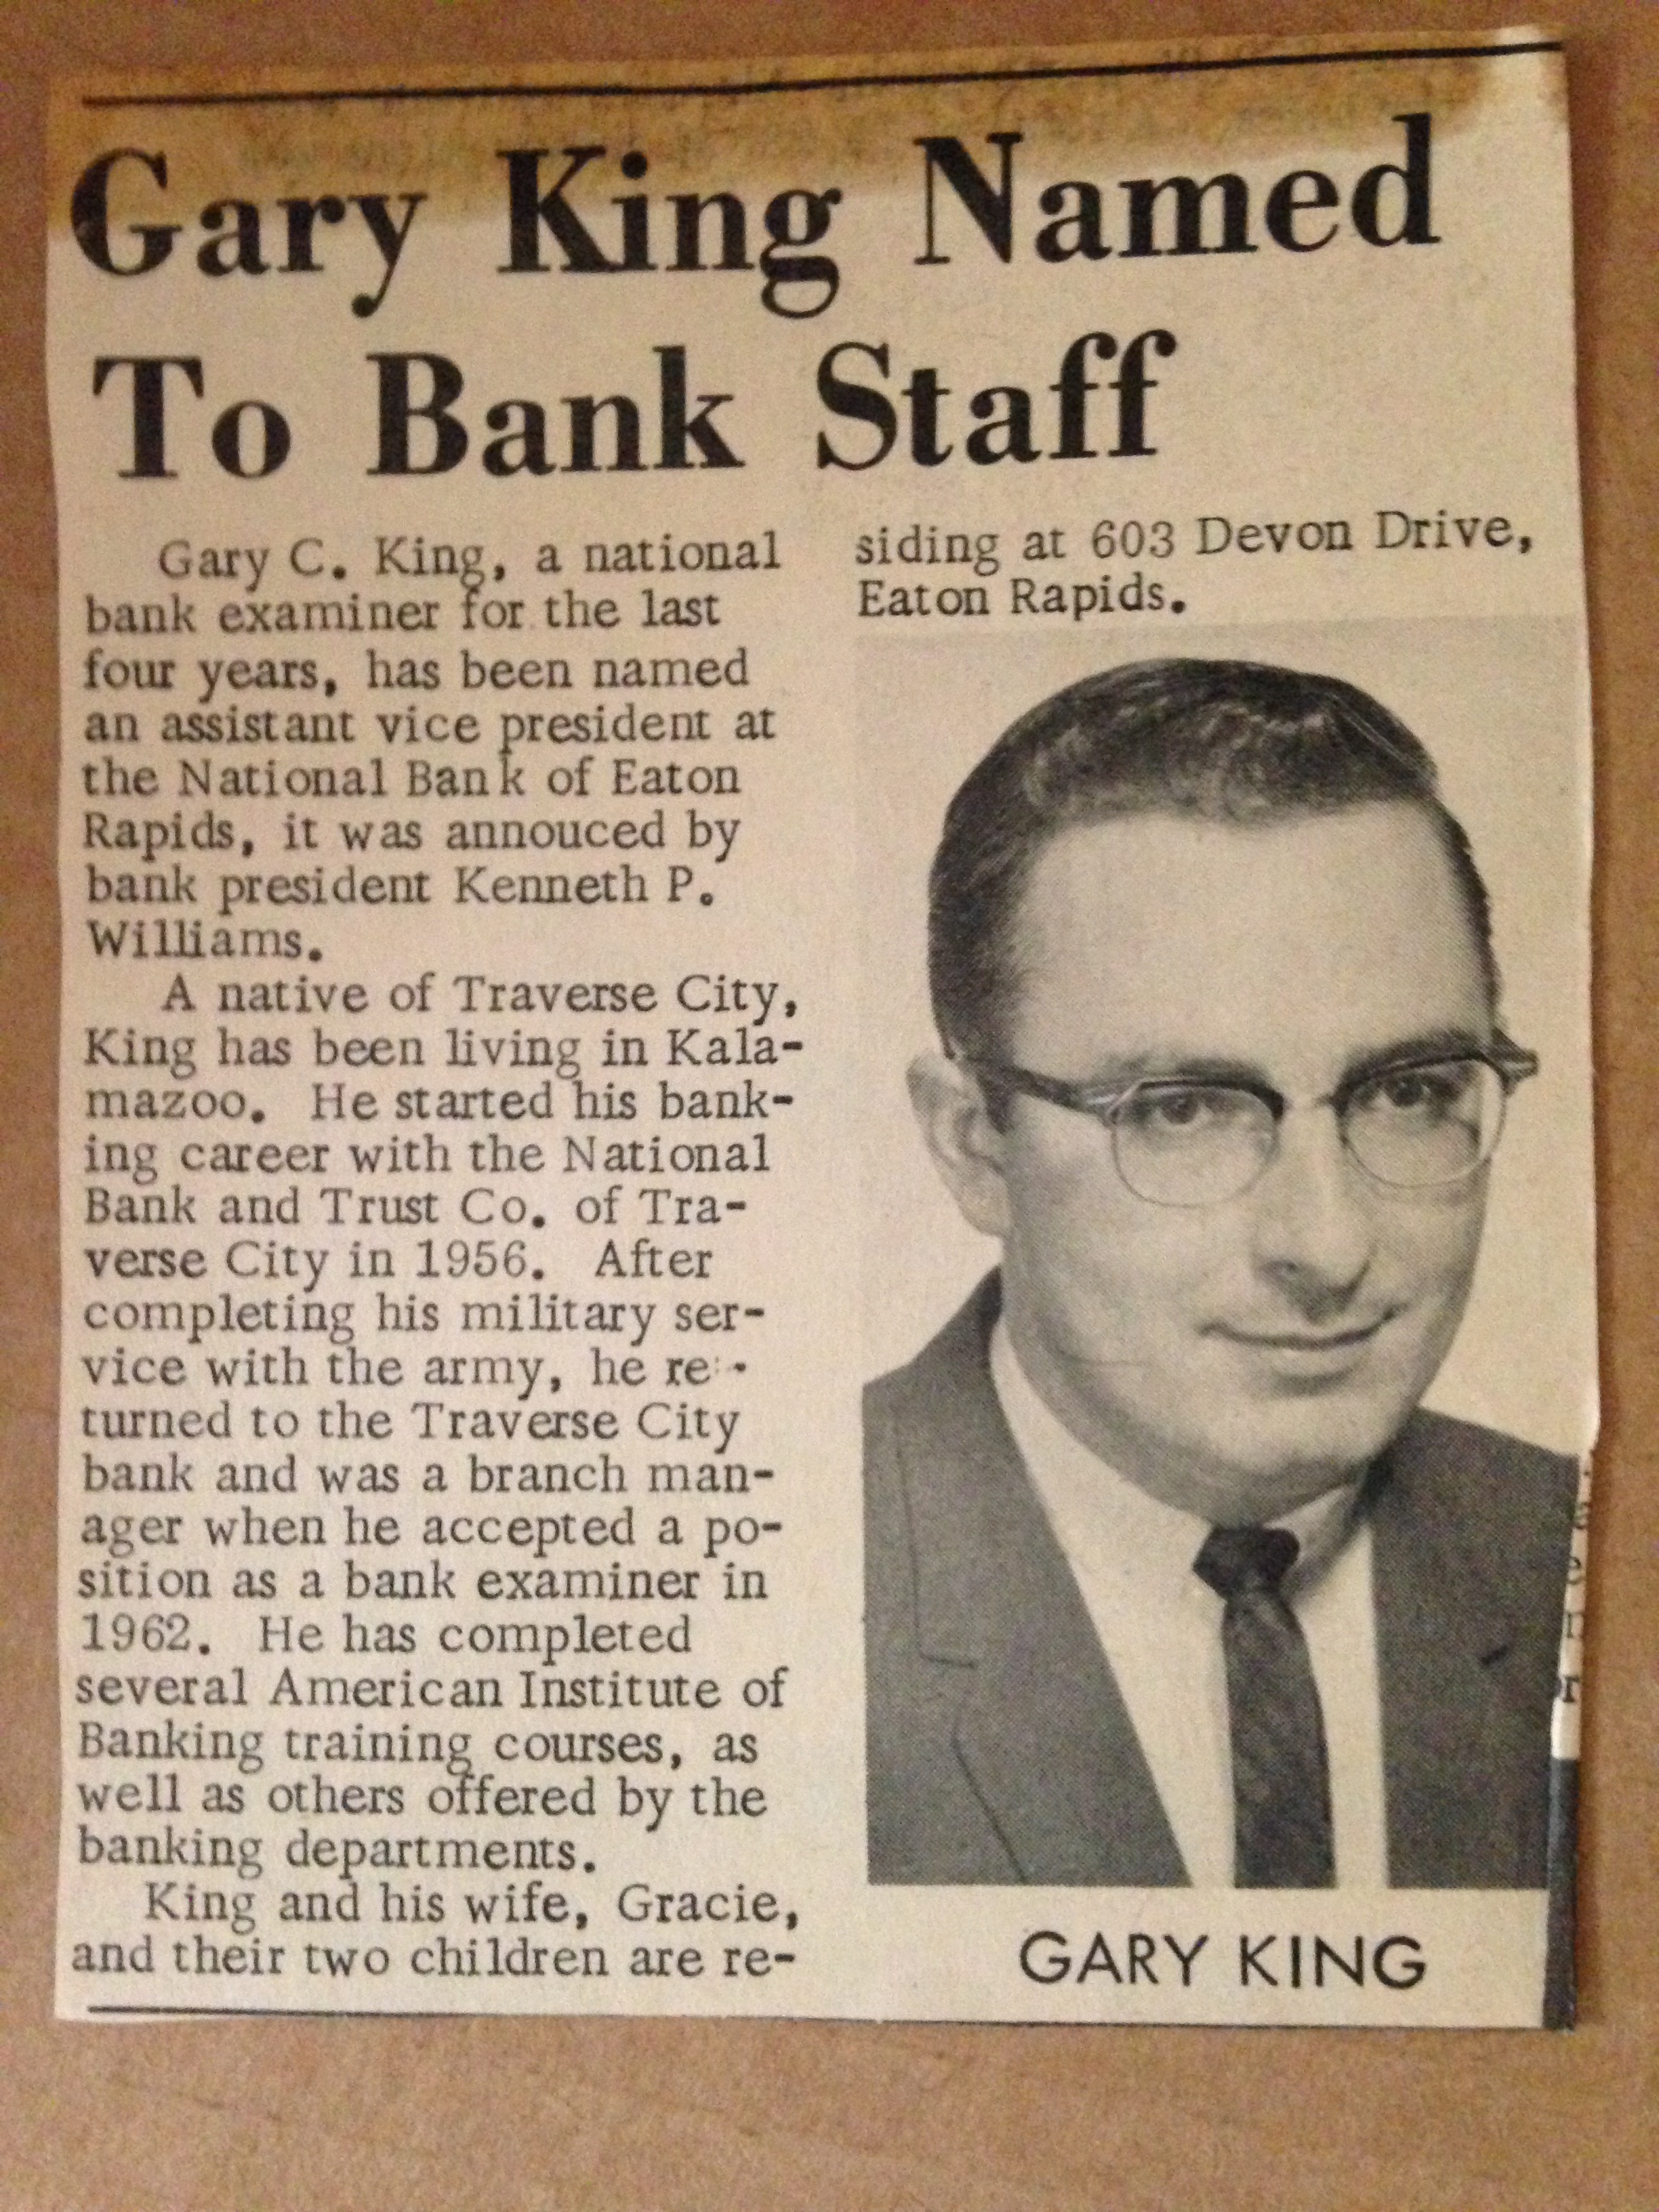 Gary King Named
To Bank Staff
Gary C. King, a national
bank examiner for the last
four years, has been named
an assistant vice president at
the National Bank of Eaton
Rapids, it was annouced by
bank president Kenneth P.
Williams.
A native of Traverse City,
King has been living in Kala-
mazoo. He started his bank-
ing career with the National
Bank and Trust Co. of Tra-
verse City in 1956. After
completing his military ser-
vice with the army, he re-
turned to the Traverse City
bank and was a branch man-
ager when he accepted a po-
sition as a bank examiner in
1962. He has completed
several American Institute of
Banking training courses, as
well as others offered by the
banking departments.
King and his wife, Gracie,
and their two children are re-
siding at 603 Devon Drive,
Eaton Rapids.
GARY KING